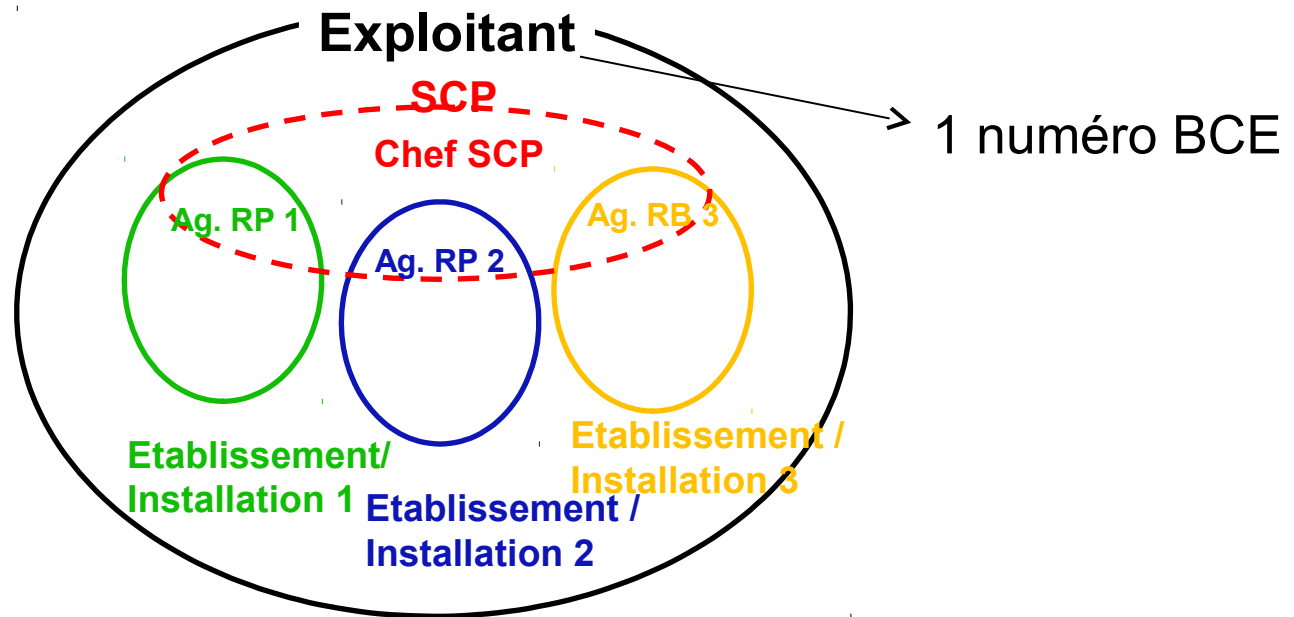 Exploitant
SCP
1 numéro BCE
Chef SCP
Ag. RP 1
Ag. RB 3
Ag. RP 2
Etablissement/
Installation 1
Etablissement /
Installation 2
Etablissement /
Installation 3